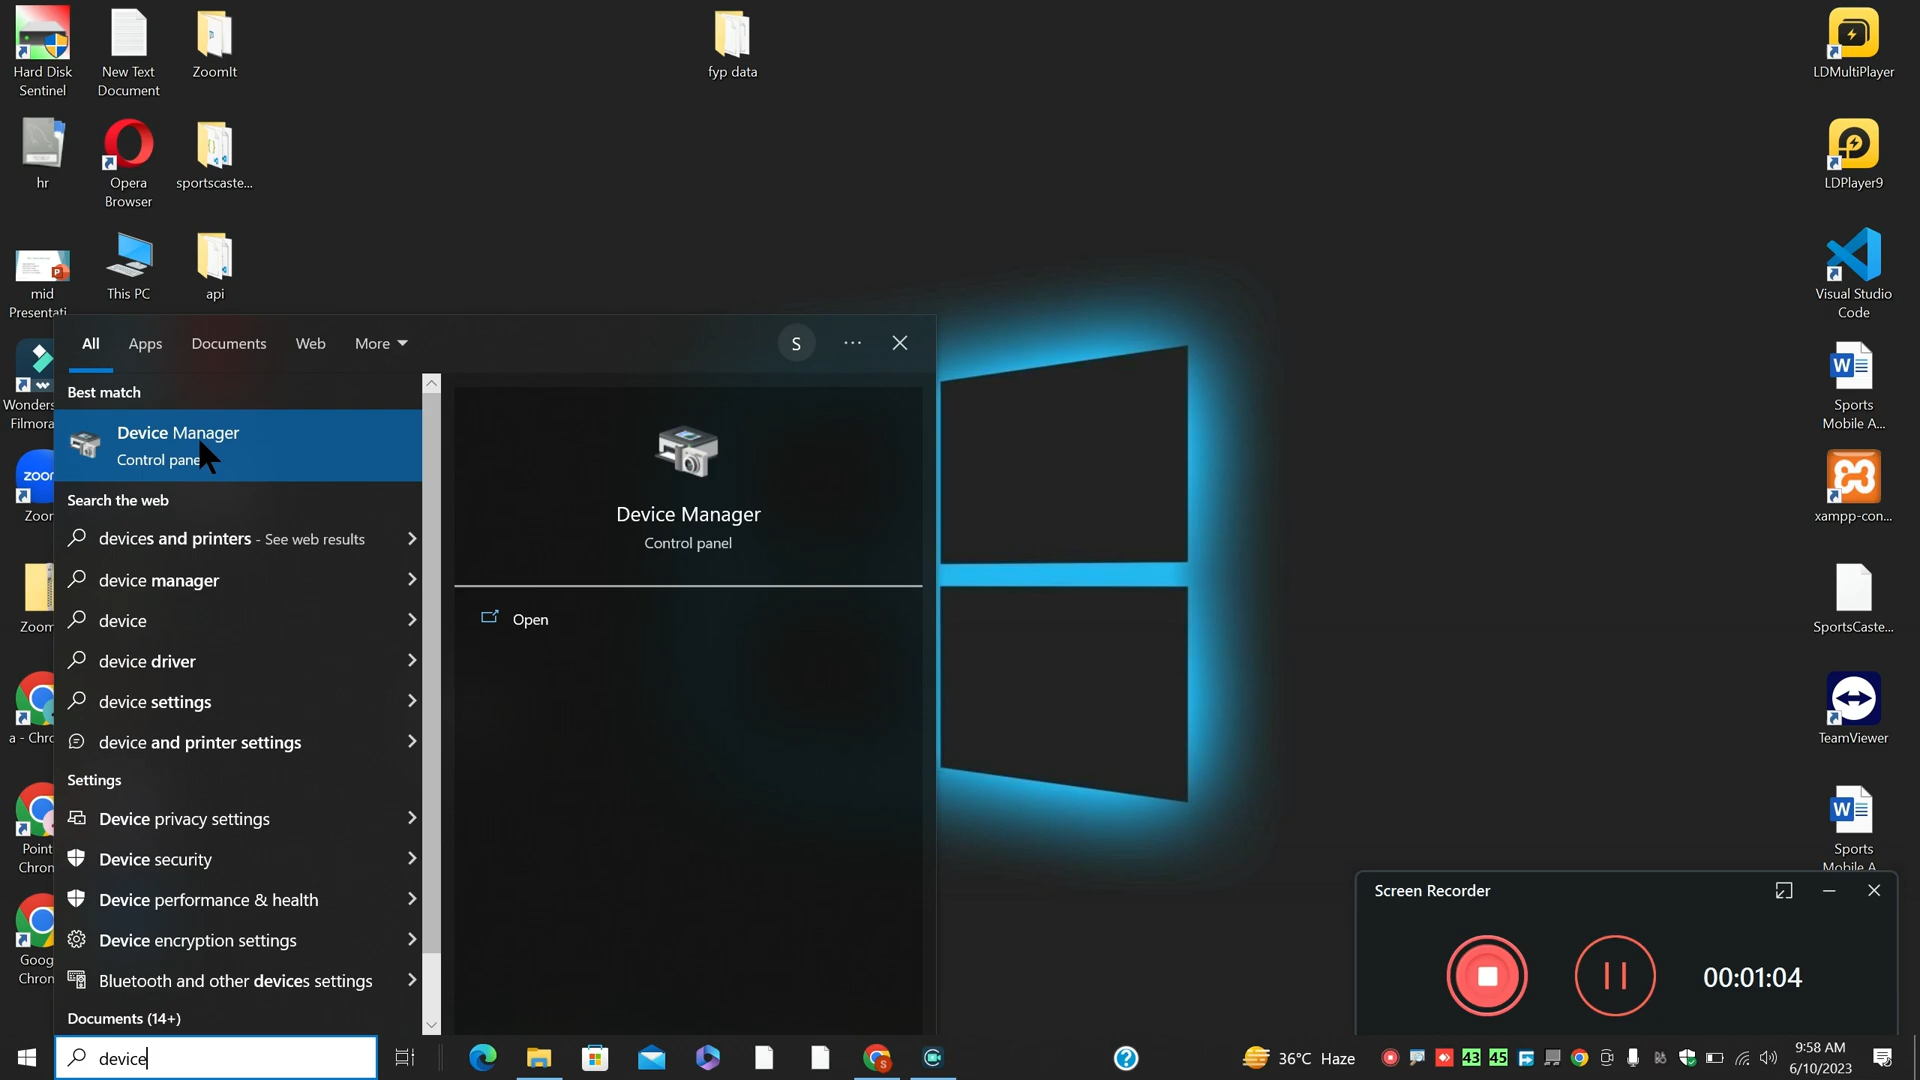 Hard Disk
Sentinel
New Text
Document
ZoomIt
fyp data
LDMultiPlayer
hr
Opera
Browser
sportscaste...
LDPlayer9
mid
Presentati...
This PC
api
Visual Studio
Code
All
Apps
Documents
Web
More
S
Best match
Wonders
Filmora
Device Manager
Control pane
Sports
Mobile A...
Search the web
zoom
Zoor
devices and printers - See web results
device manager
device
Zoom
device driver
device settings
a - Chro
device and printer settings
Settings
Device privacy settings
Point
Chron
Device security
Device performance & health
Goog
Chron
Device encryption settings
Bluetooth and other devices settings
Documents (14+)
device
Device Manager
Control panel
Open
xampp-con...
SportsCaste...
TeamViewer
Sports
Mobile A
Screen Recorder
00:01:04
36°C Haze
43
45
9:58 AM
6/10/2023